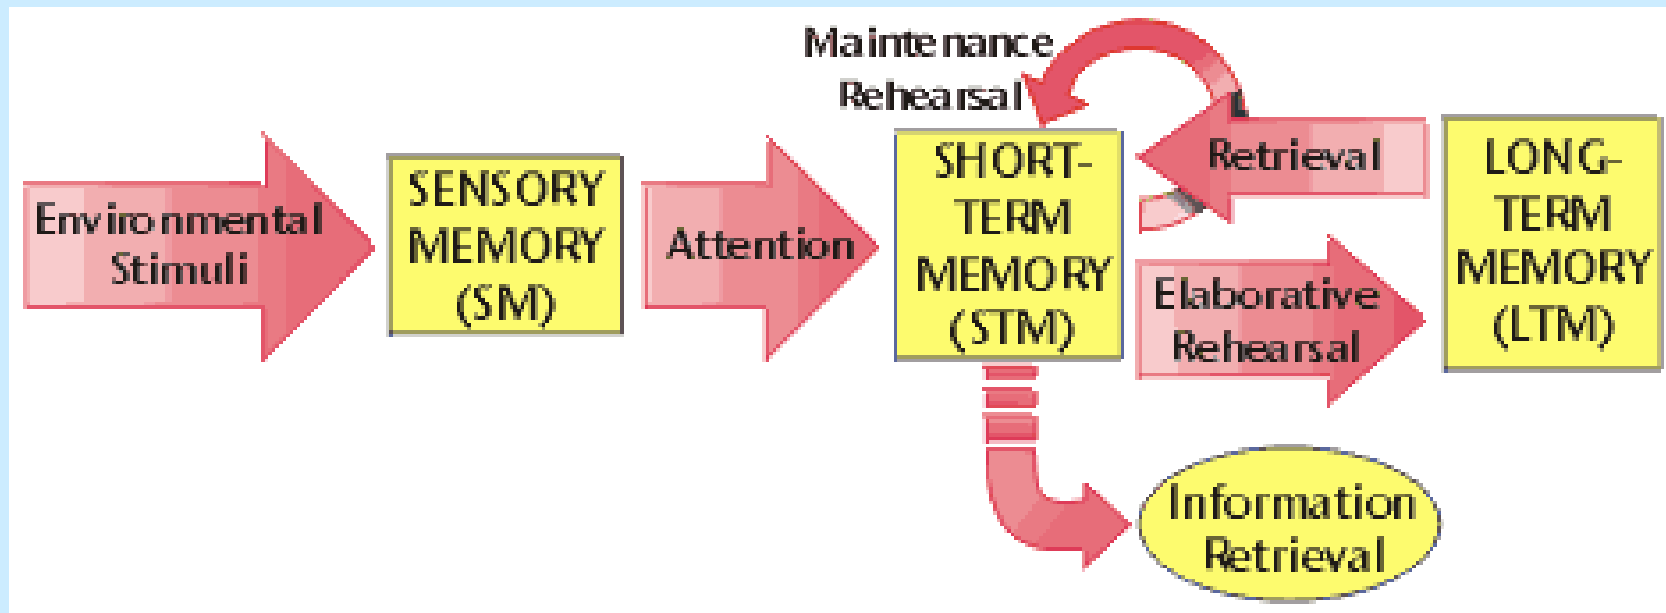 Maintenance
Rehearsal
Environmental
Stimuli
SENSORY
MEMORY
(SM)
Attention
SHORT-
TERM
MEMORY
(STM)
Retrieval
Elaborative
Rehearsal
LONG-
TERM
MEMORY
(LTM)
Information
Retrieval